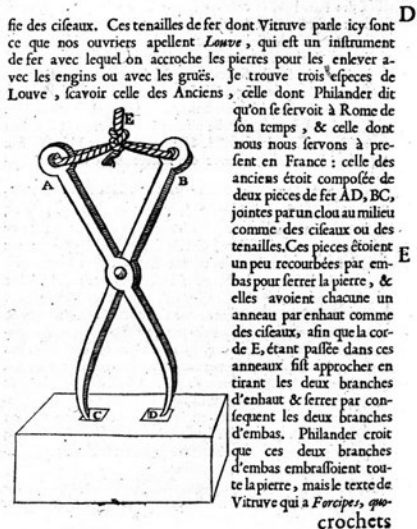 D
fie des ciſeaux. Ces tenailles de fer dont Vitruve parle icy ſont
ce que nos ouvriers apellent Louve, qui eſt un inſtrument
de fer avec lequel on accroche les pierres pour les enlever a-
vec les engins ou avec les gruës. Je trouve trois eſpeces de
Louve, ſcavoir celle des Anciens, celle dont Philander dit
qu'on ſe ſervoit à Rome de
ſon temps, & celle dont
nous nous ſervons à pre-
ſent en France : celle des
anciens étoit compoſée de
deux pieces de fer AD, BC,
jointes par un clou au milieu
comme des ciſeaux ou des
tenailles. Ces pieces êtoient
E
un peu recourbées par em-
bas pour ſerrer la pierre, &
elles avoient chacune un
anneau par enhaut comme
des ciſeaux, afin que la cor-
de E, étant paſſée dans ces
anneaux fiſt approcher en
tirant les deux branches
d'enhaut & ſerrer par con-
ſequent les deux branches
d'embas. Philander croit
que ces deux branches
d'embas embraſſoient tou-
te la pierre, mais le texte de
Vitruve qui a Forcipes, quo-
crochets
E
A
B
C
D